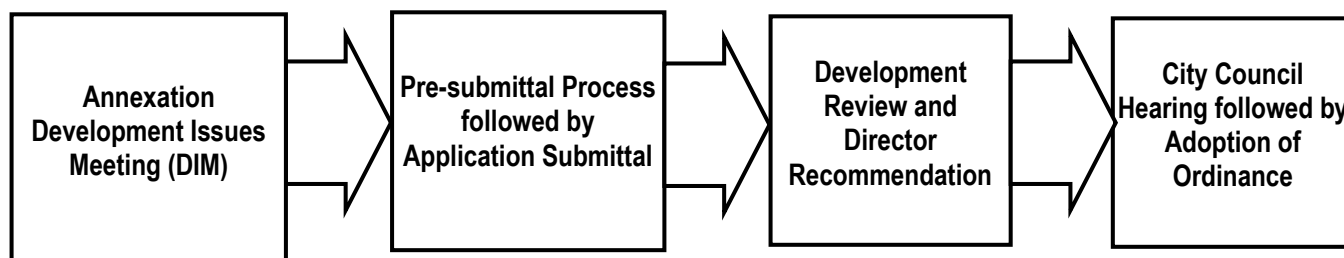 Annexation
Development Issues
Meeting (DIM)
Pre-submittal Process
followed by
Application Submittal
Development
Review and
Director
Recommendation
City Council
Hearing followed by
Adoption of
Ordinance